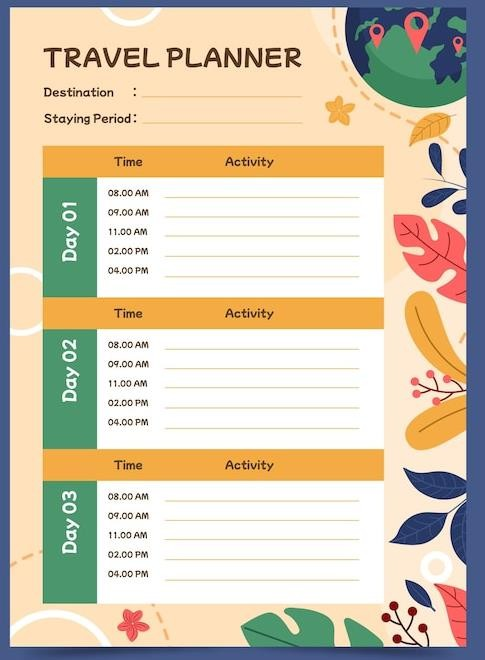 TRAVEL PLANNER
Destination :
Staying Period:
Time Activity
Day 01
08.00 AM
09.00 AM
11.00 AM
02.00 PM
04.00 PM
Time Activity
Day 02
08.00 AM
09.00 AM
11.00 AM
02.00 PM
04.00 PM
Time Activity
Day 03
08.00 AM
09.00 AM
11.00 AM
02.00 PM
04.00 PM